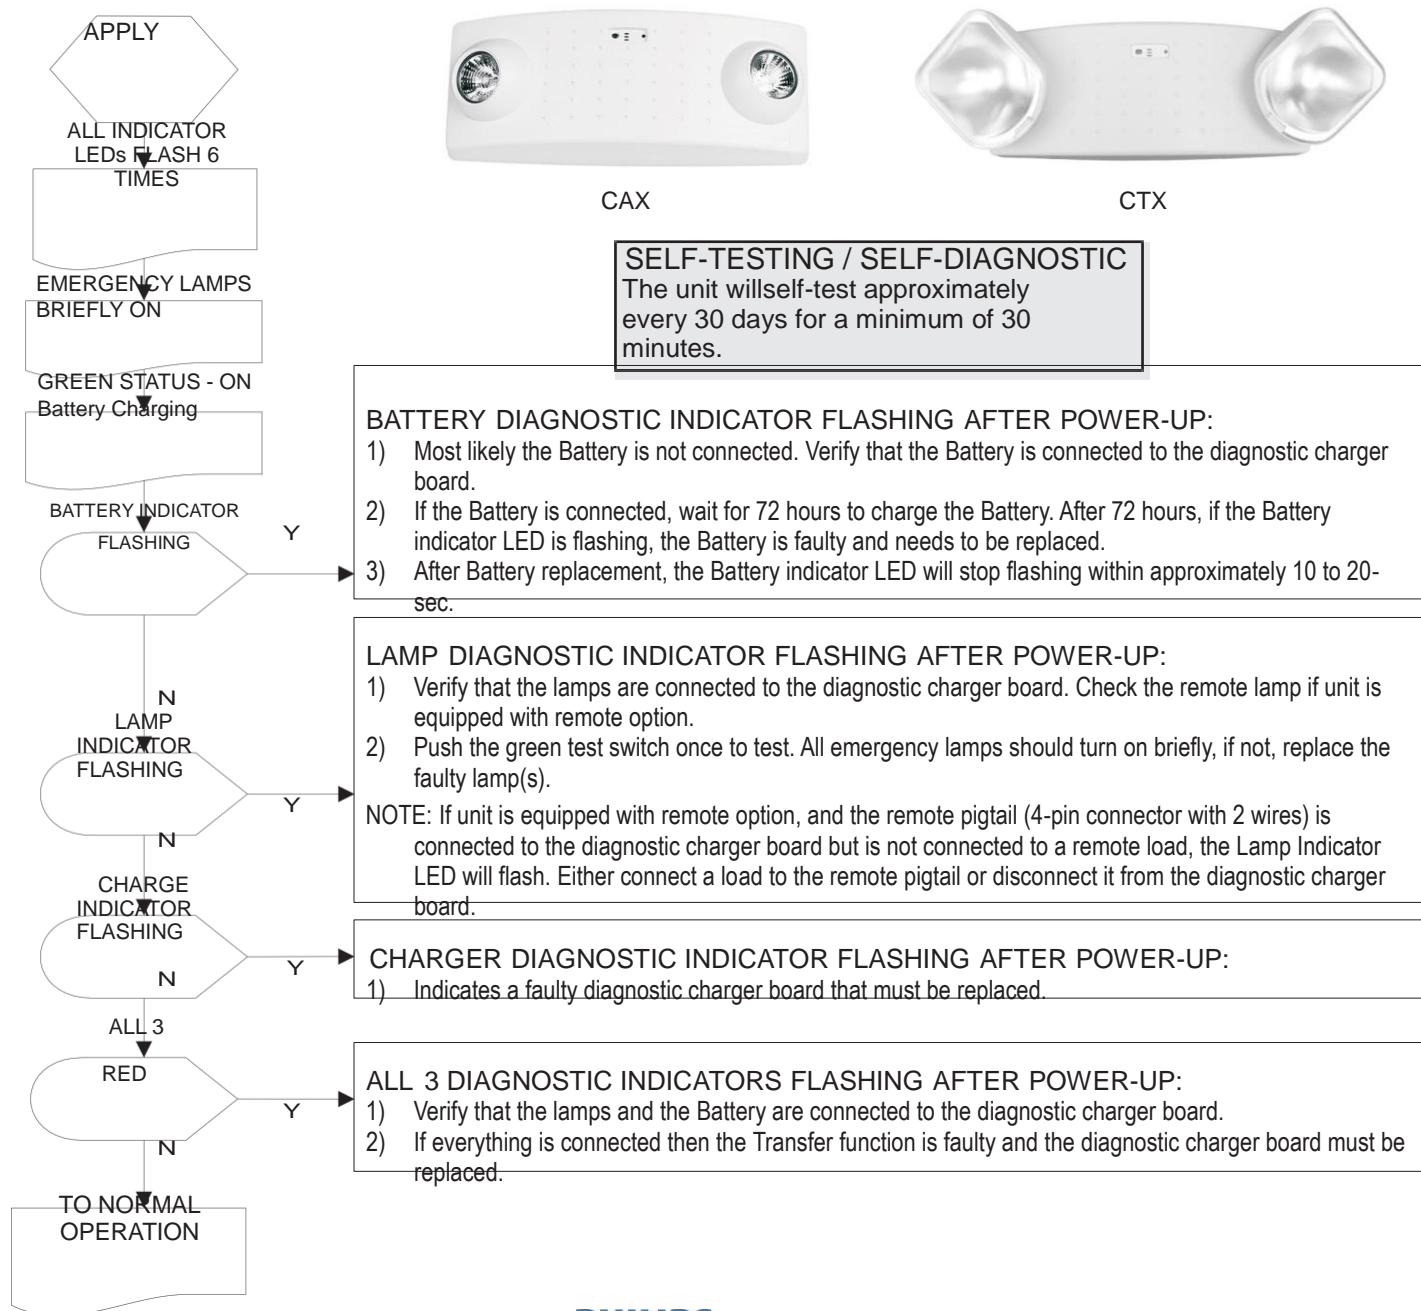 APPLY
ALL INDICATOR
LEDs FLASH 6
TIMES
EMERGENCY LAMPS
BRIEFLY ON
GREEN STATUS - ON
Battery Charging
BATTERY INDICATOR
FLASHING
Y
N
LAMP
INDICATOR
FLASHING
Y
N
CHARGE
INDICATOR
FLASHING
Y
N
ALL 3
RED
Y
N
TO NORMAL
OPERATION
CAX
CTX
SELF-TESTING / SELF-DIAGNOSTIC
The unit willself-test approximately
every 30 days for a minimum of 30
minutes.
BATTERY DIAGNOSTIC INDICATOR FLASHING AFTER POWER-UP:
1) Most likely the Battery is not connected. Verify that the Battery is connected to the diagnostic charger
board.
2) If the Battery is connected, wait for 72 hours to charge the Battery. After 72 hours, if the Battery
indicator LED is flashing, the Battery is faulty and needs to be replaced.
3) After Battery replacement, the Battery indicator LED will stop flashing within approximately 10 to 20-
sec.
LAMP DIAGNOSTIC INDICATOR FLASHING AFTER POWER-UP:
1) Verify that the lamps are connected to the diagnostic charger board. Check the remote lamp if unit is
equipped with remote option.
2) Push the green test switch once to test. All emergency lamps should turn on briefly, if not, replace the
faulty lamp(s).
NOTE: If unit is equipped with remote option, and the remote pigtail (4-pin connector with 2 wires) is
connected to the diagnostic charger board but is not connected to a remote load, the Lamp Indicator
LED will flash. Either connect a load to the remote pigtail or disconnect it from the diagnostic charger
board.
CHARGER DIAGNOSTIC INDICATOR FLASHING AFTER POWER-UP:
1) Indicates a faulty diagnostic charger board that must be replaced.
ALL 3 DIAGNOSTIC INDICATORS FLASHING AFTER POWER-UP:
1) Verify that the lamps and the Battery are connected to the diagnostic charger board.
2) If everything is connected then the Transfer function is faulty and the diagnostic charger board must be
replaced.